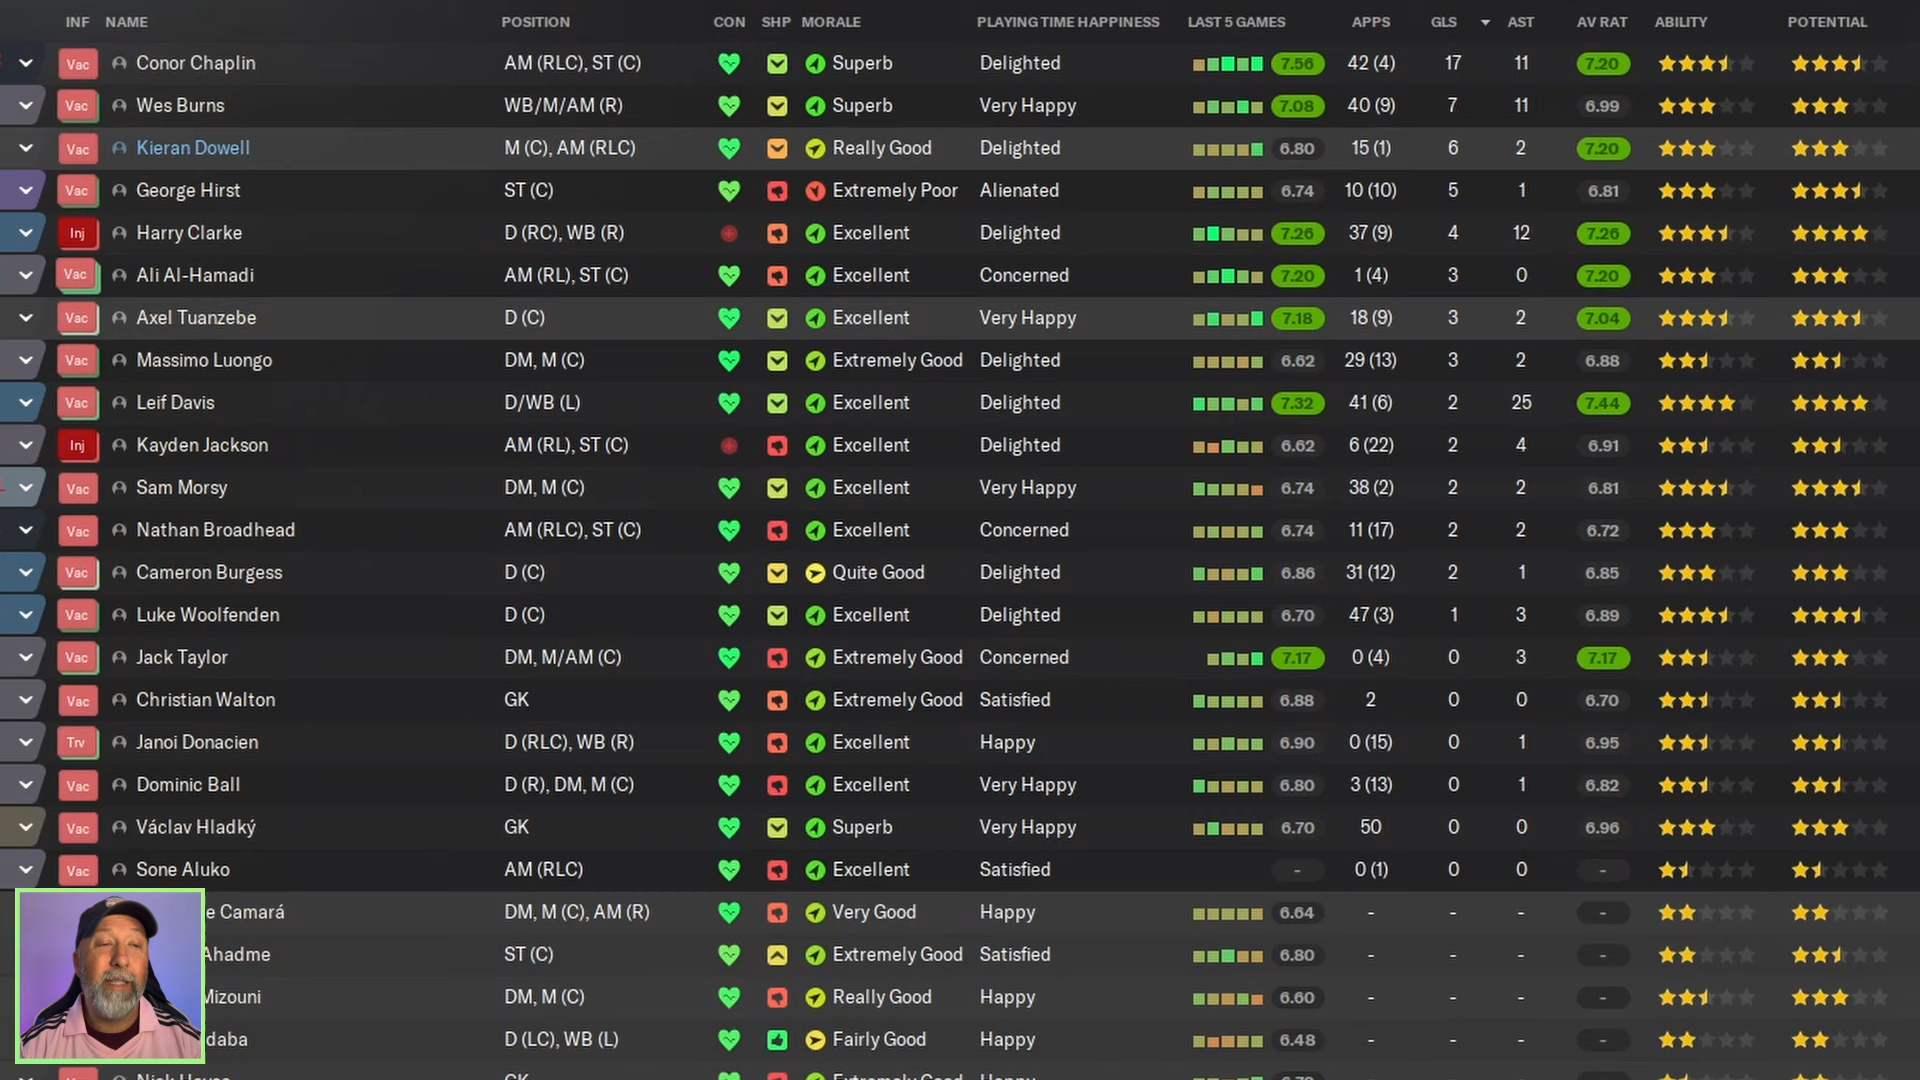 INF NAME POSITION CON SHP MORALE PLAYING TIME HAPPINESS LAST 5 GAMES APPS GLS AST AV RAT ABILITY POTENTIAL
Vac Conor Chaplin AM (RLC), ST (C) Superb Delighted 7.56 42 (4) 17 11 7.20
Vac Wes Burns WB/M/AM (R) Superb Very Happy 7.08 40 (9) 7 11 6.99
Vac Kieran Dowell M (C), AM (RLC) Really Good Delighted 6.80 15 (1) 6 2 7.20
Vac George Hirst ST (C) Extremely Poor Alienated 6.74 10 (10) 5 1 6.81
Inj Harry Clarke D (RC), WB (R) Excellent Delighted 7.26 37 (9) 4 12 7.26
Vac Ali Al-Hamadi AM (RL), ST (C) Excellent Concerned 7.20 1 (4) 3 0 7.20
Vac Axel Tuanzebe D (C) Excellent Very Happy 7.18 18 (9) 3 2 7.04
Vac Massimo Luongo DM, M (C) Extremely Good Delighted 6.62 29 (13) 3 2 6.88
Vac Leif Davis D/WB (L) Excellent Delighted 7.32 41 (6) 2 25 7.44
Inj Kayden Jackson AM (RL), ST (C) Excellent Delighted 6.62 6 (22) 2 4 6.91
Vac Sam Morsy DM, M (C) Excellent Very Happy 6.74 38 (2) 2 2 6.81
Vac Nathan Broadhead AM (RLC), ST (C) Excellent Concerned 6.74 11 (17) 2 2 6.72
Vac Cameron Burgess D (C) Quite Good Delighted 6.86 31 (12) 2 1 6.85
Vac Luke Woolfenden D (C) Excellent Delighted 6.70 47 (3) 1 3 6.89
Vac Jack Taylor DM, M/AM (C) Extremely Good Concerned 7.17 0 (4) 0 3 7.17
Vac Christian Walton GK Extremely Good Satisfied 6.88 2 0 0 6.70
Trv Janoi Donacien D (RLC), WB (R) Excellent Happy 6.90 0 (15) 0 1 6.95
Vac Dominic Ball D (R), DM, M (C) Excellent Very Happy 6.80 3 (13) 0 1 6.82
Vac Václav Hladký GK Superb Very Happy 6.70 50 0 0 6.96
Vac Sone Aluko AM (RLC) Excellent Satisfied - 0 (1) 0 0 -
e Camará DM, M (C), AM (R) Very Good Happy 6.64 - - - -
Ahadme ST (C) Extremely Good Satisfied 6.80 - - - -
Mizouni DM, M (C) Really Good Happy 6.60 - - - -
daba D (LC), WB (L) Fairly Good Happy 6.48 - - - -